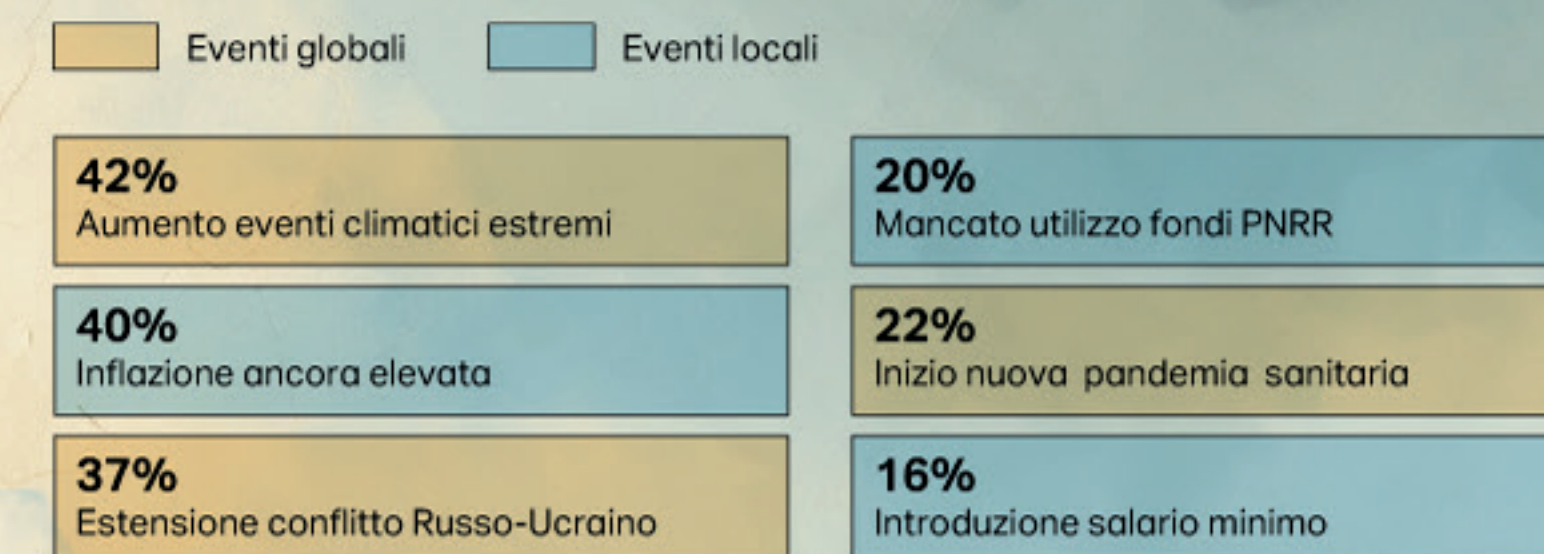 Eventi globali
Eventi locali
42%
Aumento eventi climatici estremi
40%
Inflazione ancora elevata
37%
Estensione conflitto Russo-Ucraino
20%
Mancato utilizzo fondi PNRR
22%
Inizio nuova pandemia sanitaria
16%
Introduzione salario minimo